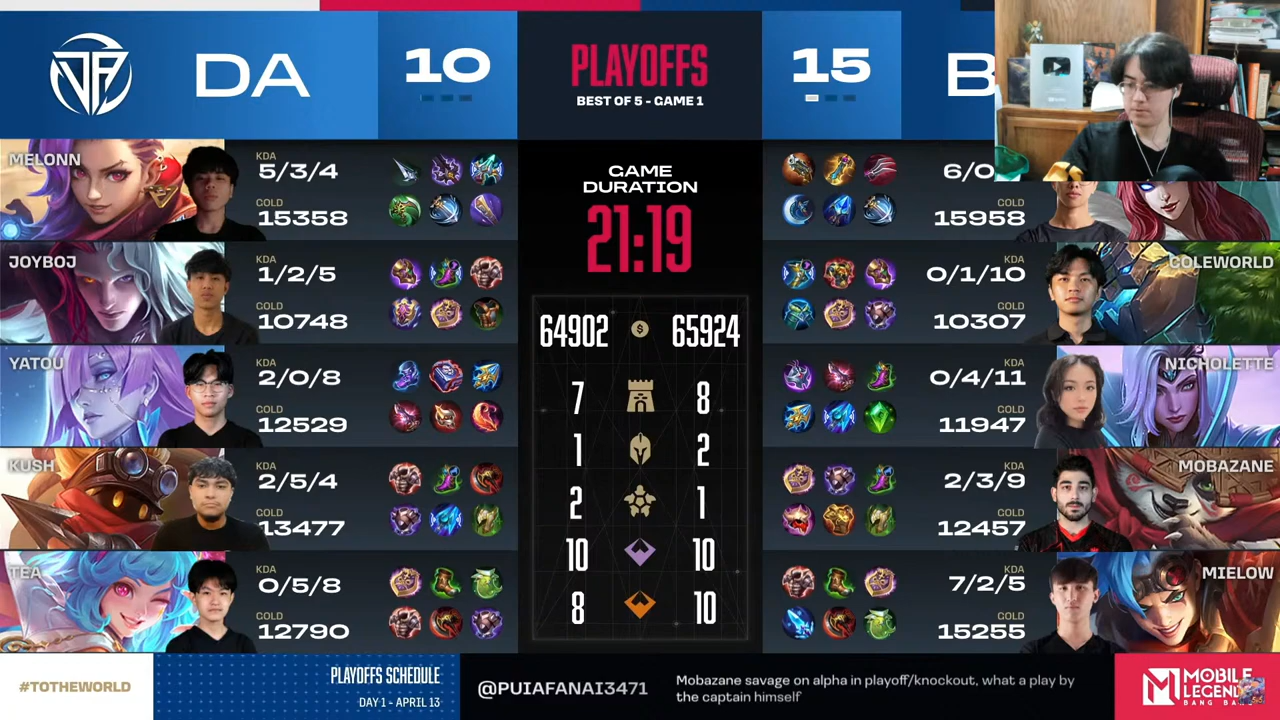 DA
10
PLAYOFFS
BEST OF 5 - GAME 1
15
B
MELONN
KDA
5/3/4
GOLD
15358
JOYBOJ
KDA
1/2/5
GOLD
10748
YATOU
KDA
2/0/8
GOLD
12529
KUSH
KDA
2/5/4
GOLD
13477
TEA
KDA
0/5/8
GOLD
12790
GAME
DURATION
21:19
64902 $ 65924
7 8
1 2
2 1
10 10
8 10
6/0
GOLD
15958
COLEWORLD
KDA
0/1/10
GOLD
10307
NICHOLETTE
KDA
0/4/11
GOLD
11947
MOBAZANE
KDA
2/3/9
GOLD
12457
MIELOW
KDA
7/2/5
GOLD
15255
#TOTHEWORLD
PLAYOFFS SCHEDULE
DAY 1 - APRIL 13
@PUIAFANAI3471
Mobazane savage on alpha in playoff/knockout, what a play by
the captain himself
MOBILE
LEGENDS
BANG BA